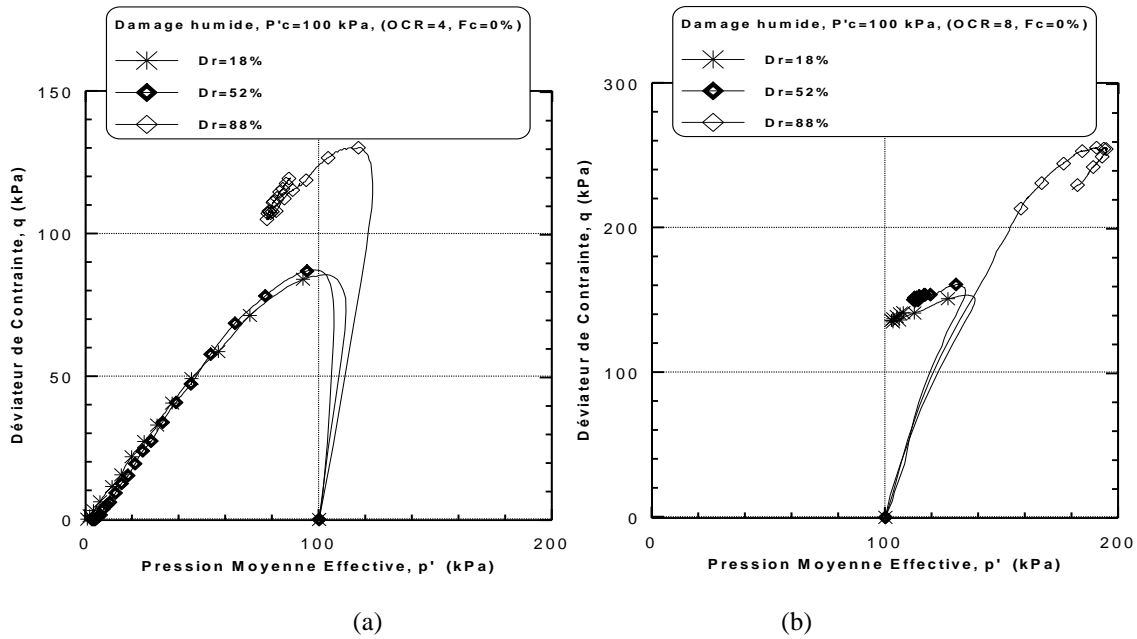 Damage humide, P'c=100 kPa, (OCR=4, Fc=0%)
Dr=18%
Dr=52%
Dr=88%
150
100
50
0
0
100
200
Déviateur de Contrainte, q (kPa)
Pression Moyenne Effective, p' (kPa)
(a)
Damage humide, P'c=100 kPa, (OCR=8, Fc=0%)
Dr=18%
Dr=52%
Dr=88%
300
200
100
0
0
100
200
Déviateur de Contrainte, q (kPa)
Pression Moyenne Effective, p' (kPa)
(b)